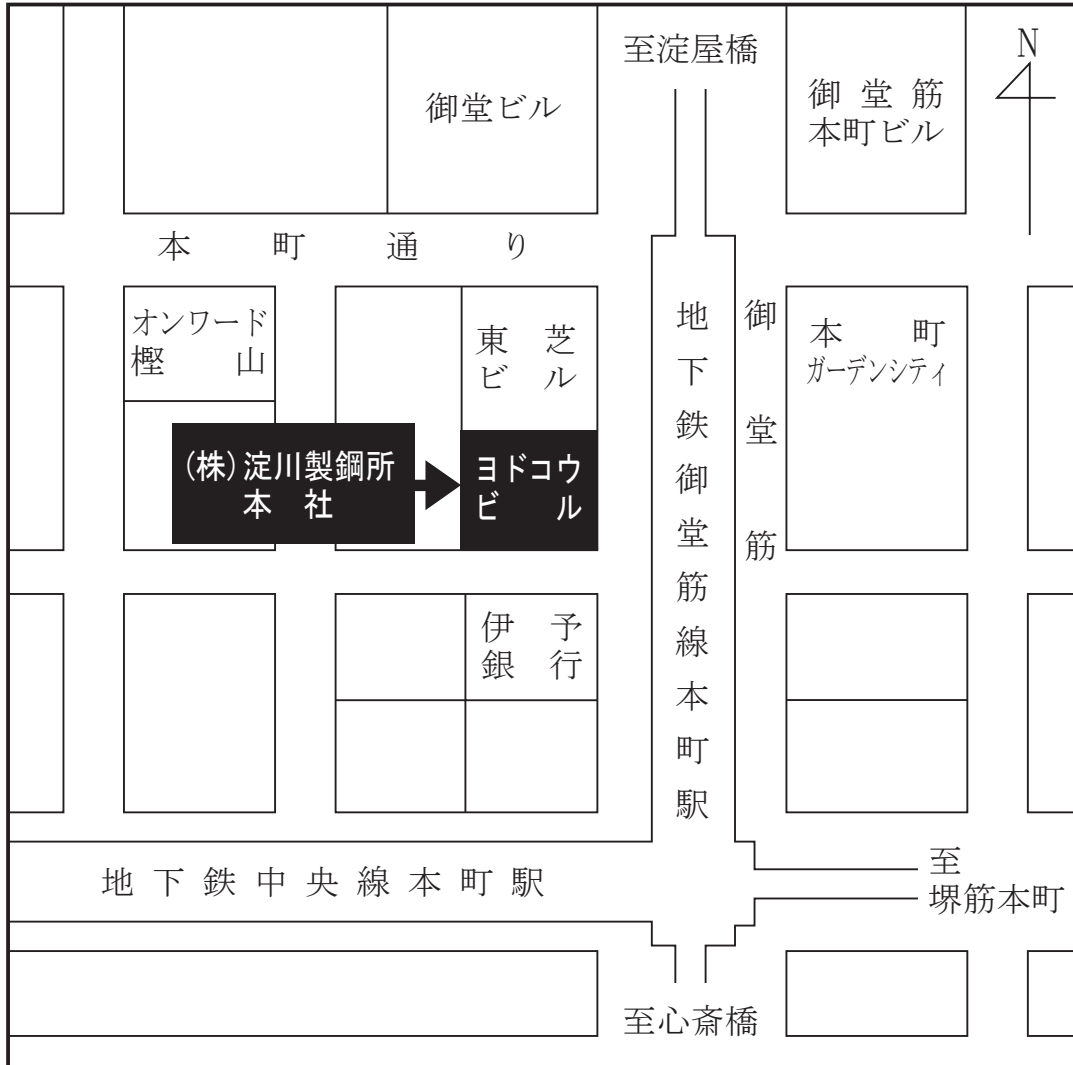 至淀屋橋
N
御堂ビル
御堂筋
本町ビル
本町通り
オンワード
樫山
東芝
ビル
地下鉄御堂筋線本町駅
御堂筋
本町
ガーデンシティ
(株)淀川製鋼所
本社
ヨドコウ
ビル
伊予
銀行
地下鉄中央線本町駅
至
堺筋本町
至心斎橋